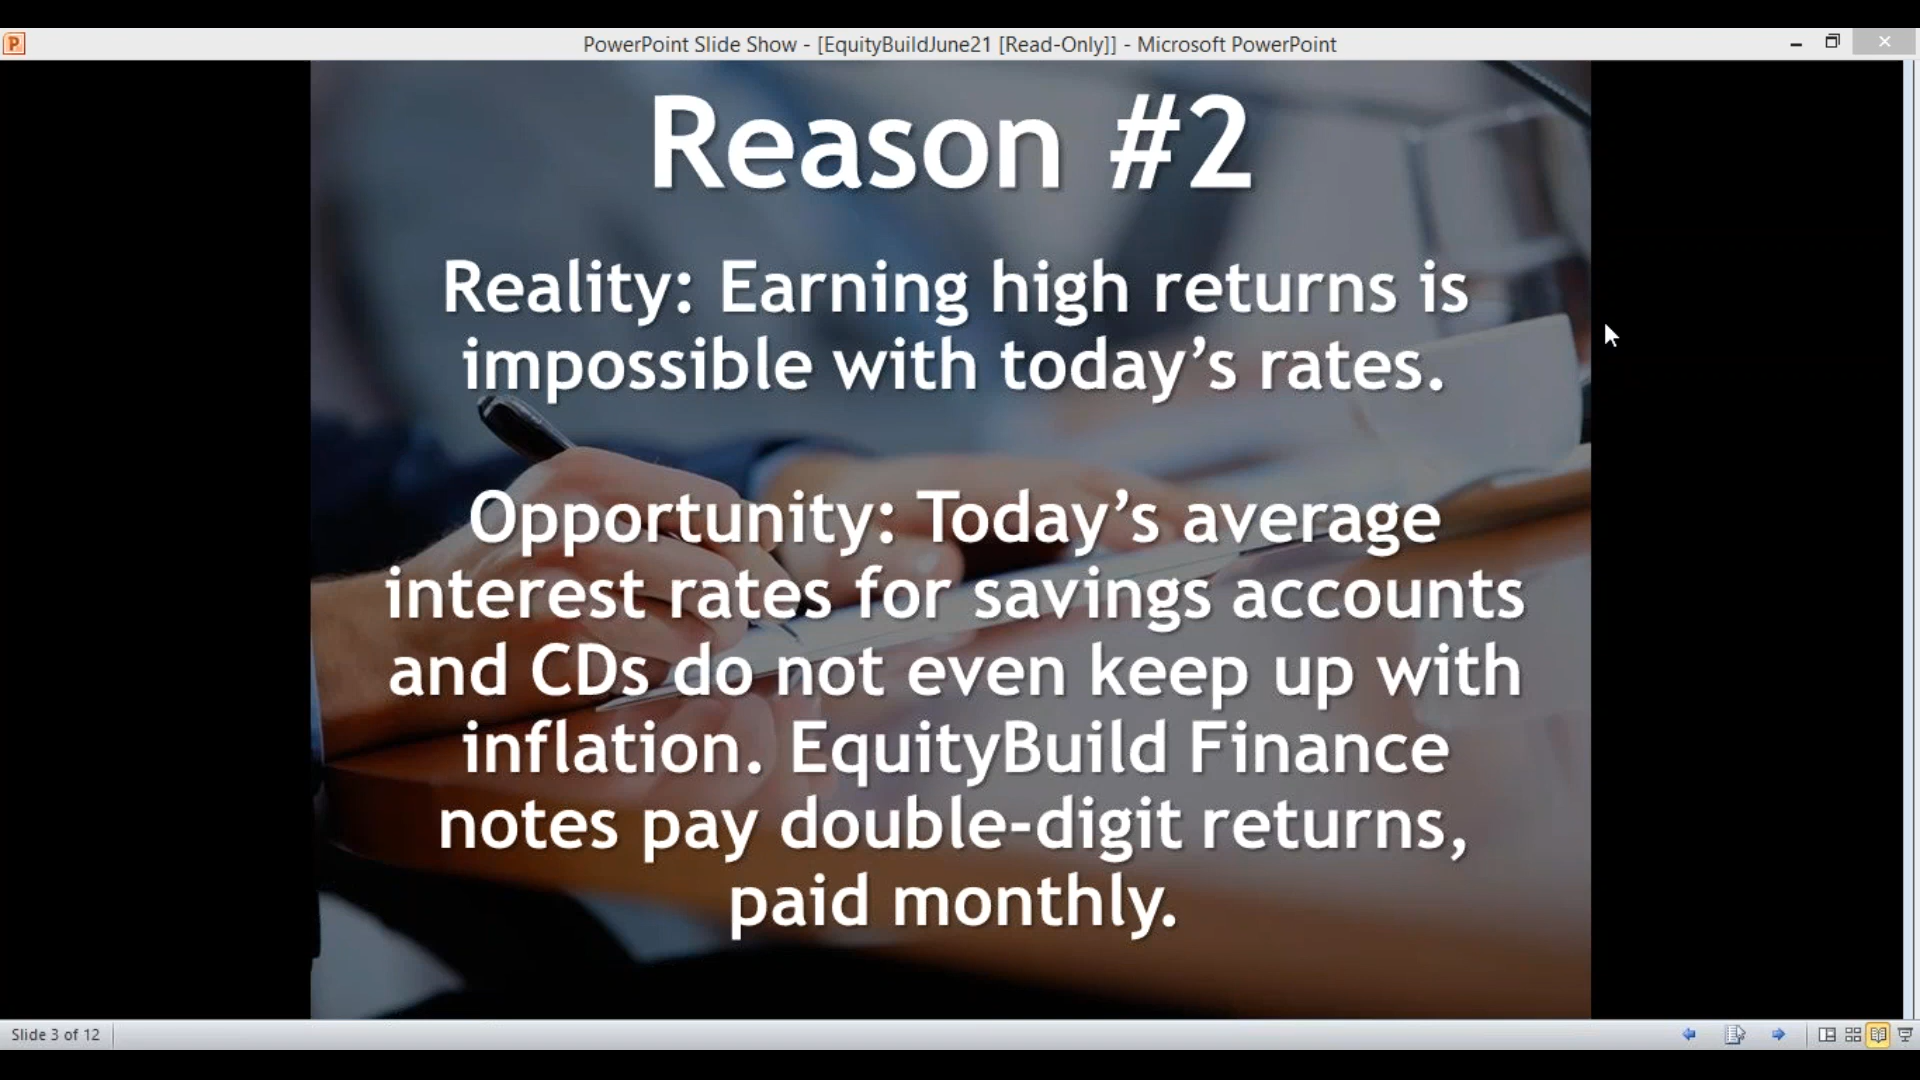 PowerPoint Slide Show - [EquityBuildJune21 [Read-Only]] - Microsoft PowerPoint
Reason #2
Reality: Earning high returns is
impossible with today’s rates.
Opportunity: Today’s average
interest rates for savings accounts
and CDs do not even keep up with
inflation. EquityBuild Finance
notes pay double-digit returns,
paid monthly.
Slide 3 of 12